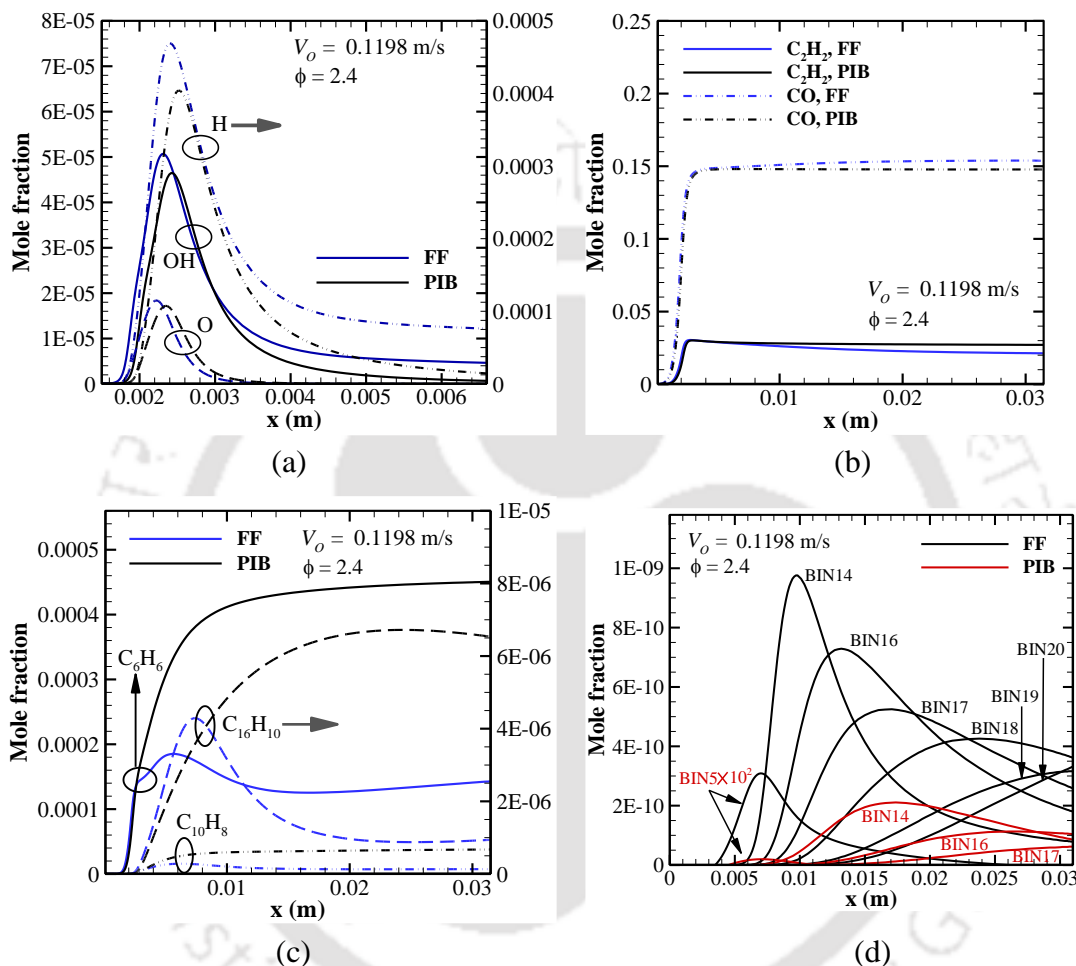 8E-05
7E-05
6E-05
5E-05
4E-05
3E-05
2E-05
1E-05
0
Mole fraction
0.0005
0.0004
0.0003
0.0002
0.0001
0
V_O = 0.1198 m/s
ϕ = 2.4
H
OH
O
FF
PIB
0.002 0.003 0.004 0.005 0.006
x (m)
(a)
0.25
0.20
0.15
0.10
0.05
0
Mole fraction
C₂H₂, FF
C₂H₂, PIB
CO, FF
CO, PIB
V_O = 0.1198 m/s
ϕ = 2.4
0.01 0.02 0.03
x (m)
(b)
0.0005
0.0004
0.0003
0.0002
0.0001
0
Mole fraction
1E-05
8E-06
6E-06
4E-06
2E-06
0
FF
PIB
V_O = 0.1198 m/s
ϕ = 2.4
C₆H₆
C₁₆H₁₀
C₁₀H₈
0.01 0.02 0.03
x (m)
(c)
1E-09
8E-10
6E-10
4E-10
2E-10
0
Mole fraction
V_O = 0.1198 m/s
ϕ = 2.4
FF
PIB
BIN14
BIN16
BIN20
BIN19
BIN17
BIN18
BIN5×10²
BIN14
BIN16
BIN17
0 0.005 0.01 0.015 0.02 0.025 0.03
x (m)
(d)